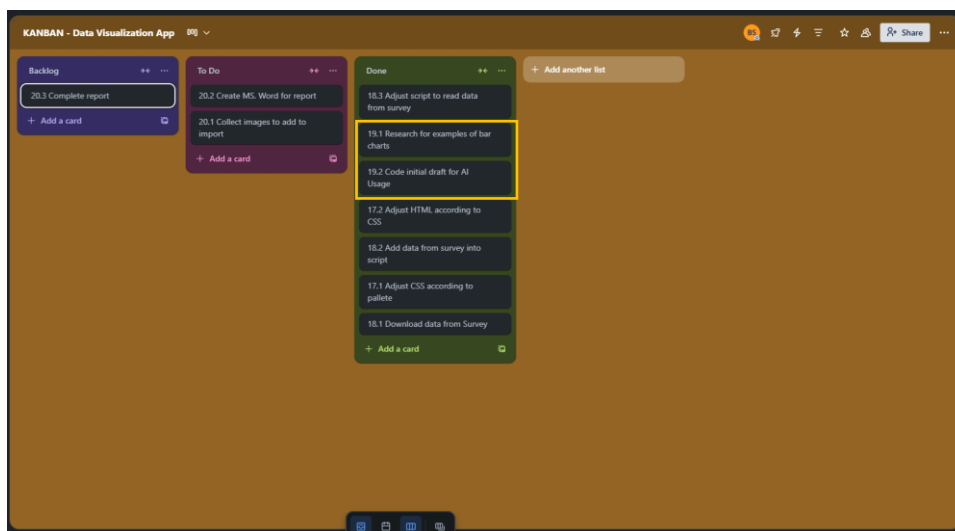 KANBAN - Data Visualization App
BS
Share
Backlog
20.3 Complete report
+ Add a card
To Do
20.2 Create MS. Word for report
20.1 Collect images to add to
import
+ Add a card
Done
18.3 Adjust script to read data
from survey
19.1 Research for examples of bar
charts
19.2 Code initial draft for AI
Usage
17.2 Adjust HTML according to
CSS
18.2 Add data from survey into
script
17.1 Adjust CSS according to
pallete
18.1 Download data from Survey
+ Add a card
+ Add another list